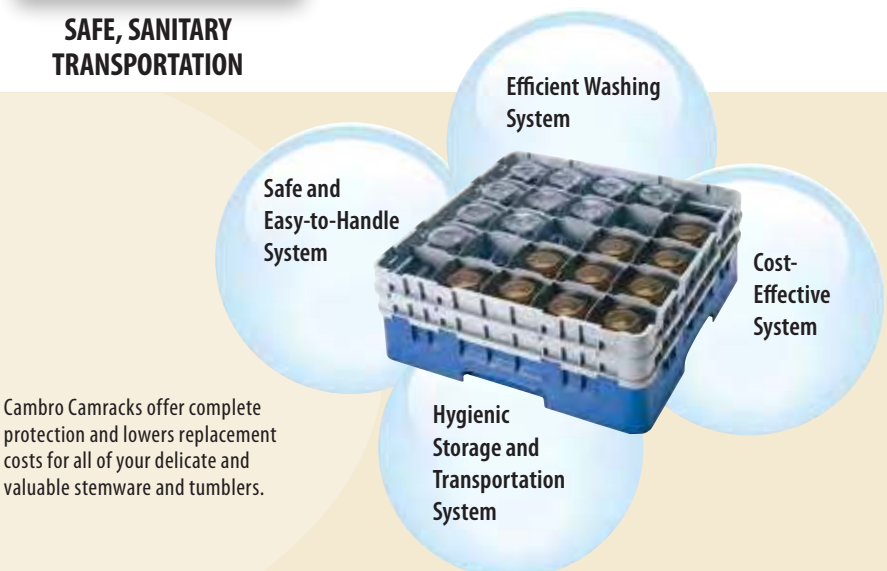 SAFE, SANITARY
TRANSPORTATION
Efficient Washing
System
Safe and
Easy-to-Handle
System
Cost-
Effective
System
Hygienic
Storage and
Transportation
System
Cambro Camracks offer complete
protection and lowers replacement
costs for all of your delicate and
valuable stemware and tumblers.